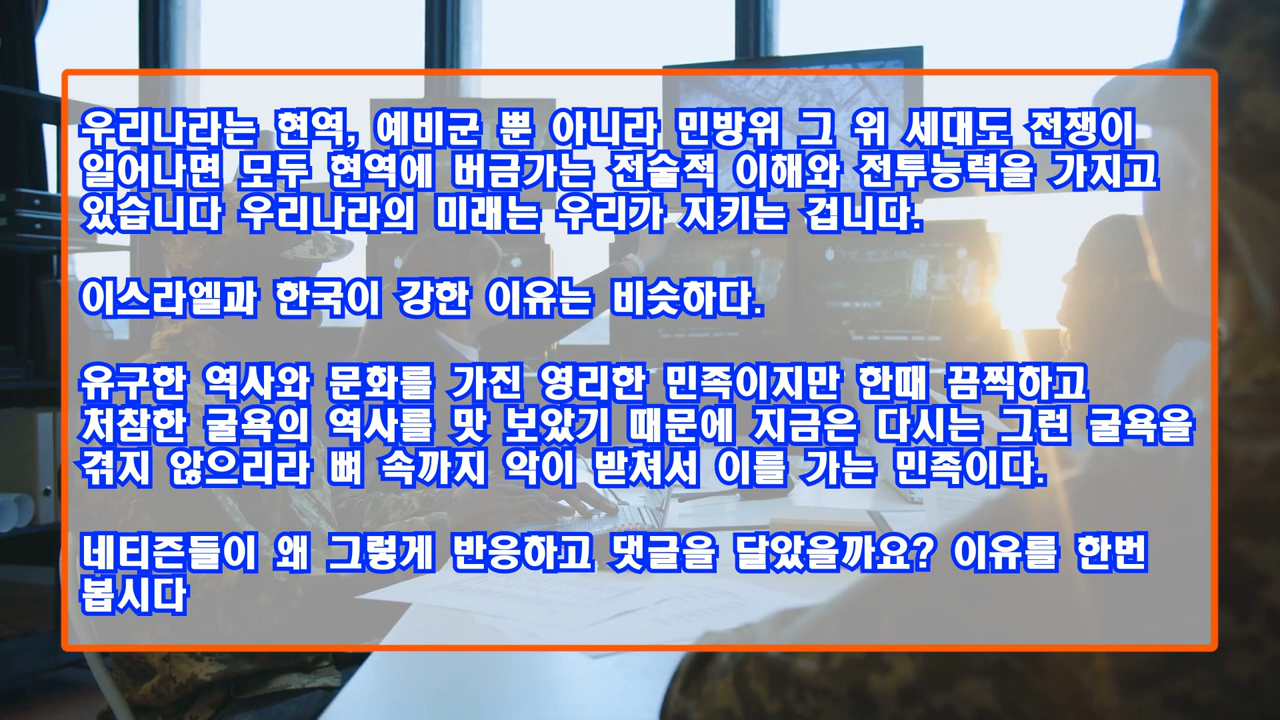 우리나라는 현역, 예비군 뿐 아니라 민방위 그 위 세대도 전쟁이
일어나면 모두 현역에 버금가는 전술적 이해와 전투능력을 가지고
있습니다 우리나라의 미래는 우리가 지키는 겁니다.
이스라엘과 한국이 강한 이유는 비슷하다.
유구한 역사와 문화를 가진 영리한 민족이지만 한때 끔찍하고
처참한 굴욕의 역사를 맛 보았기 때문에 지금은 다시는 그런 굴욕을
겪지 않으리라 뼈 속까지 악이 받쳐서 이를 가는 민족이다.
네티즌들이 왜 그렇게 반응하고 댓글을 달았을까요? 이유를 한번
봅시다